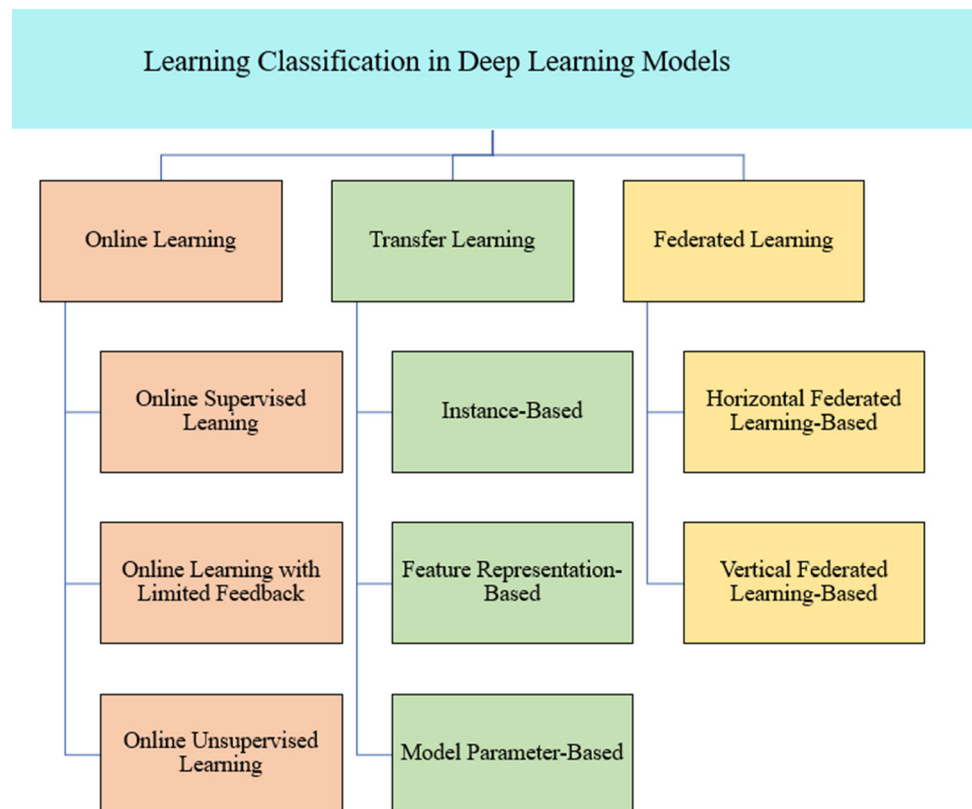 Learning Classification in Deep Learning Models
Online Learning
Transfer Learning
Federated Learning
Online Supervised
Leaning
Instance-Based
Horizontal Federated
Learning-Based
Online Learning with
Limited Feedback
Feature Representation-
Based
Vertical Federated
Learning-Based
Online Unsupervised
Learning
Model Parameter-Based